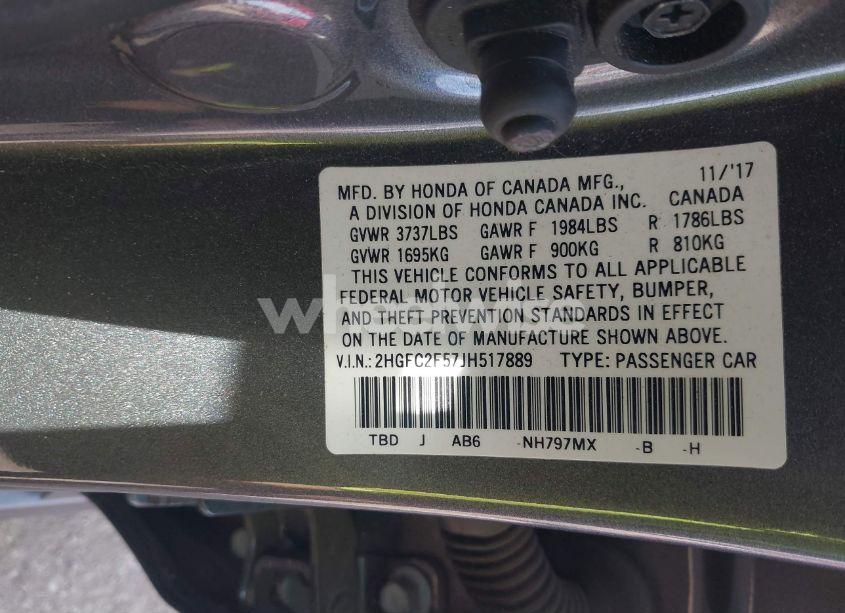 MFD. BY HONDA OF CANADA MFG., 11/'17
A DIVISION OF HONDA CANADA INC. CANADA
GVWR 3737LBS GAWR F 1984LBS R 1786LBS
GVWR 1695KG GAWR F 900KG R 810KG
THIS VEHICLE CONFORMS TO ALL APPLICABLE
FEDERAL MOTOR VEHICLE SAFETY, BUMPER,
AND THEFT PREVENTION STANDARDS IN EFFECT
ON THE DATE OF MANUFACTURE SHOWN ABOVE.
V.I.N.: 2HGFC2F57JH517889 TYPE: PASSENGER CAR
TBD J AB6 -NH797MX -B -H
wheelwise